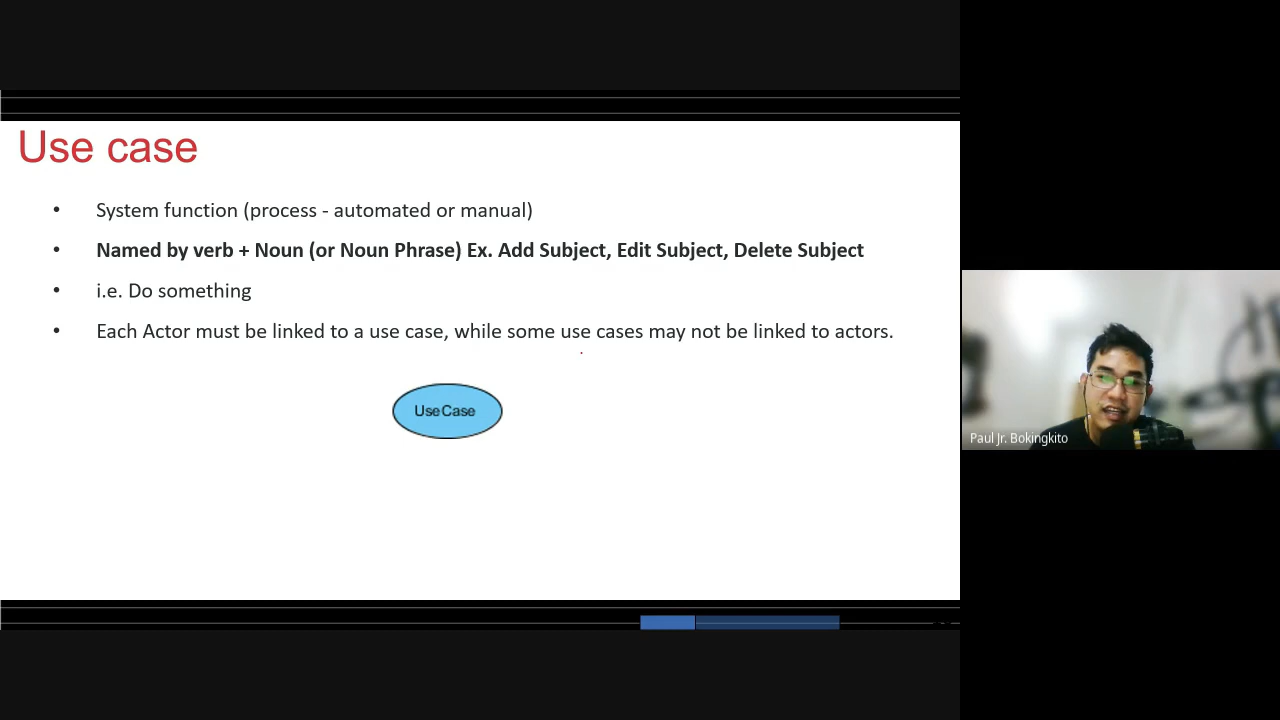 Use case
• System function (process - automated or manual)
• Named by verb + Noun (or Noun Phrase) Ex. Add Subject, Edit Subject, Delete Subject
• i.e. Do something
• Each Actor must be linked to a use case, while some use cases may not be linked to actors.
Use Case
Paul Jr. Bokingkito